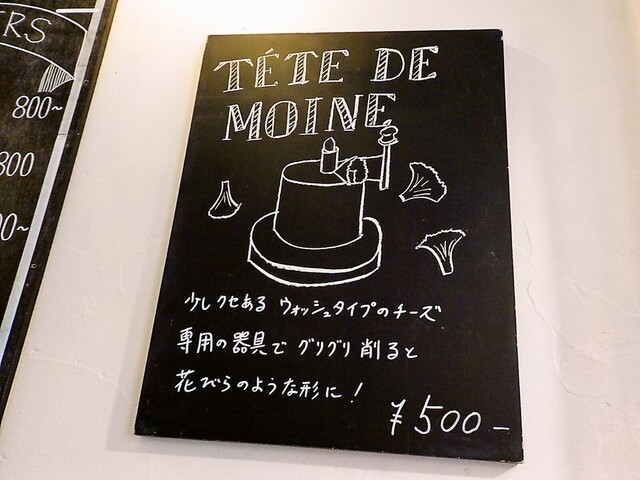 TÉTE DE
MOINE
少しクセある ウォッシュタイプのチーズ
専用の器具で グリグリ削ると
花びらのような形に！
¥500-
800~